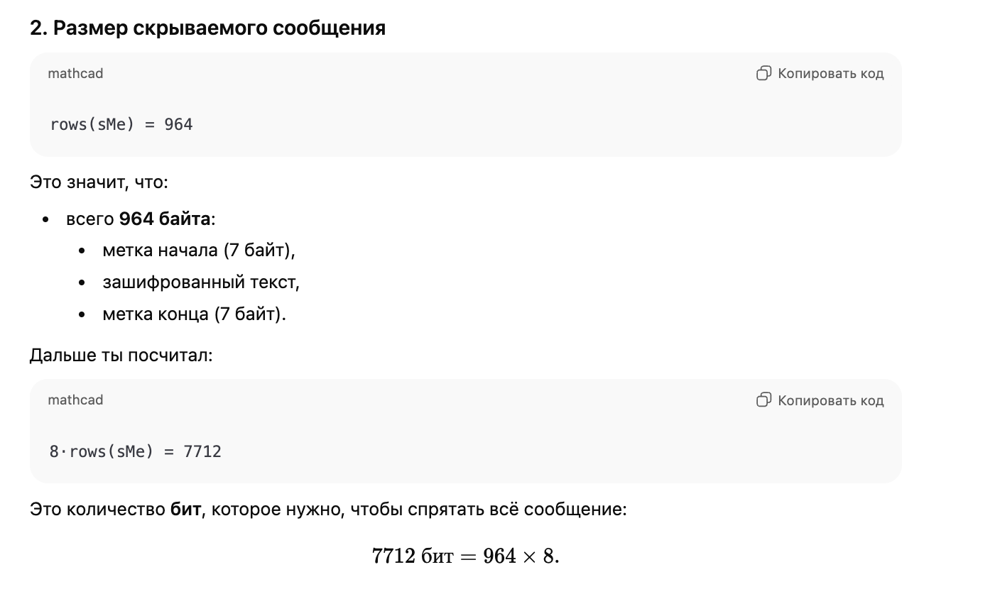 2. Размер скрываемого сообщения
mathcad
Копировать код
rows(sMe) = 964
Это значит, что:
• всего 964 байта:
• метка начала (7 байт),
• зашифрованный текст,
• метка конца (7 байт).
Дальше ты посчитал:
mathcad
Копировать код
8·rows(sMe) = 7712
Это количество бит, которое нужно, чтобы спрятать всё сообщение:
7712 бит = 964 × 8.